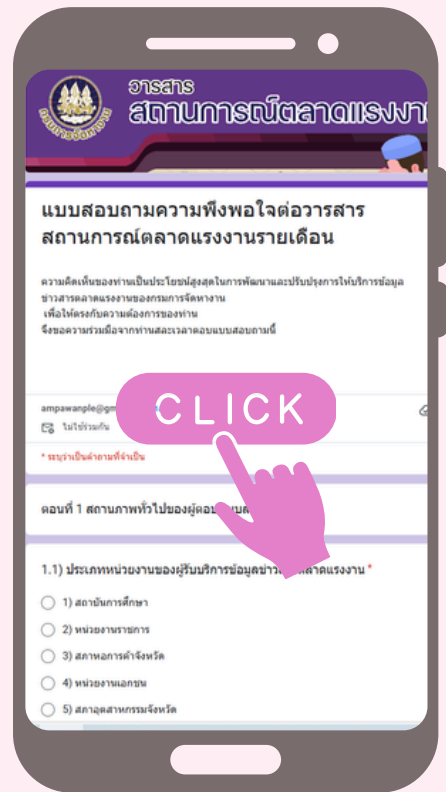 กรมการจัดหางาน
วารสาร
สถานการณ์ตลาดแรงงา
แบบสอบถามความพึงพอใจต่อวารสาร
สถานการณ์ตลาดแรงงานรายเดือน
ความคิดเห็นของท่านเป็นประโยชน์สูงสุดในการพัฒนาและปรับปรุงการให้บริการข้อมูล
ข่าวสารตลาดแรงงานของกรมการจัดหางาน
เพื่อให้ตรงกับความต้องการของท่าน
จึงขอความร่วมมือจากท่านสละเวลาตอบแบบสอบถามนี้
ampawanple@gm
CLICK
ไม่ใช้ร่วมกัน
* ระบุว่าเป็นคำถามที่จำเป็น
ตอนที่ 1 สถานภาพทั่วไปของผู้ตอบ
1.1) ประเภทหน่วยงานของผู้รับบริการข้อมูลข่าว ตลาดแรงงาน *
1) สถาบันการศึกษา
2) หน่วยงานราชการ
3) สภาหอการค้าจังหวัด
4) หน่วยงานเอกชน
5) สภาอุตสาหกรรมจังหวัด